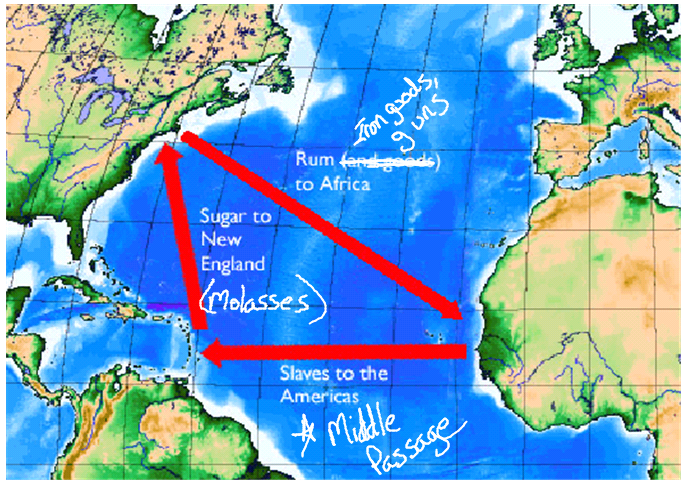 Iron goods,
guns
Rum (and goods)
to Africa
Sugar to
New
England
(Molasses)
Slaves to the
Americas
☆ Middle
Passage